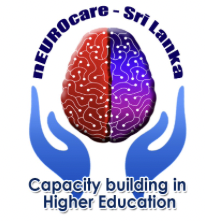 nEUROcare - Sri Lanka
Capacity building in
Higher Education